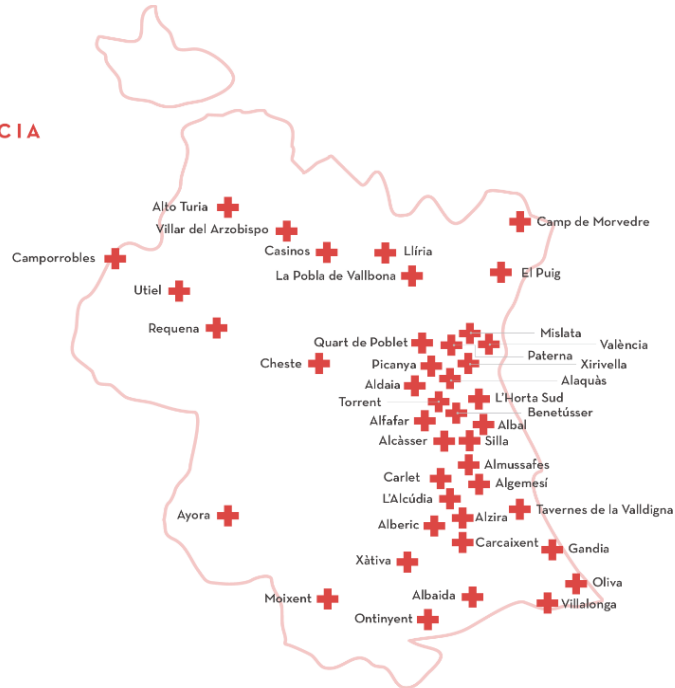 CIA
Alto Turia
Camp de Morvedre
Villar del Arzobispo
Casinos
Llíria
Camporrobles
El Puig
La Pobla de Vallbona
Utiel
Requena
Mislata
Quart de Poblet
València
Paterna
Cheste
Picanya
Xirivella
Alaquàs
Aldaia
L'Horta Sud
Torrent
Benetússer
Alfafar
Albal
Alcàsser
Silla
Almussafes
Carlet
Algemesí
L'Alcúdia
Tavernes de la Valldigna
Ayora
Alzira
Alberic
Carcaixent
Gandia
Xàtiva
Oliva
Albaida
Moixent
Villalonga
Ontinyent